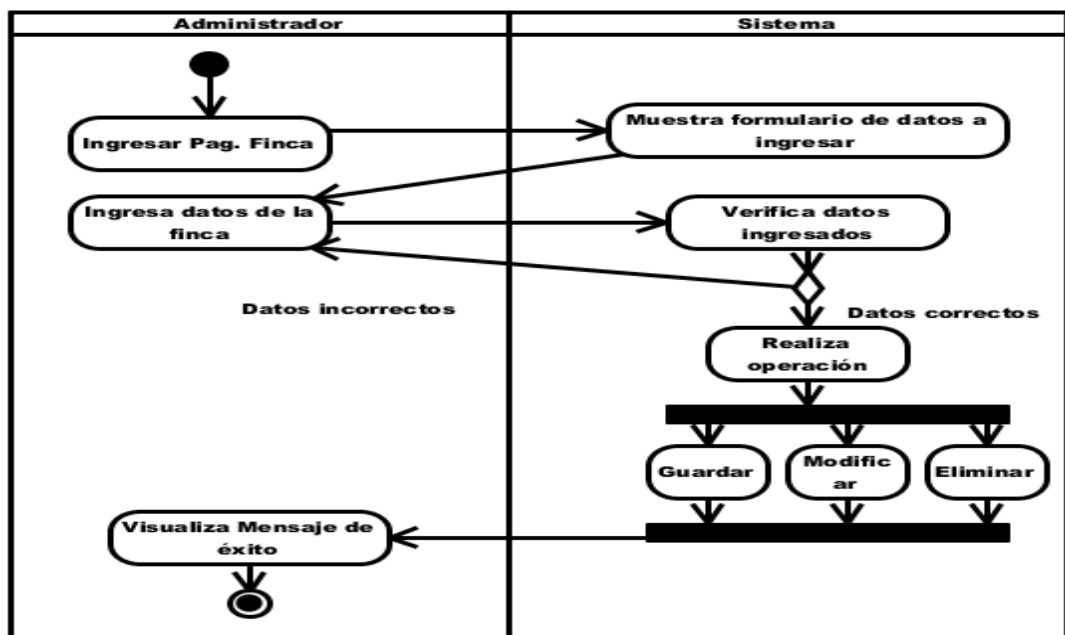 Administrador
Sistema
Ingresar Pag. Finca
Muestra formulario de datos a
ingresar
Ingresa datos de la
finca
Verifica datos
ingresados
Datos incorrectos
Datos correctos
Realiza
operación
Guardar
Modific
ar
Eliminar
Visualiza Mensaje de
éxito